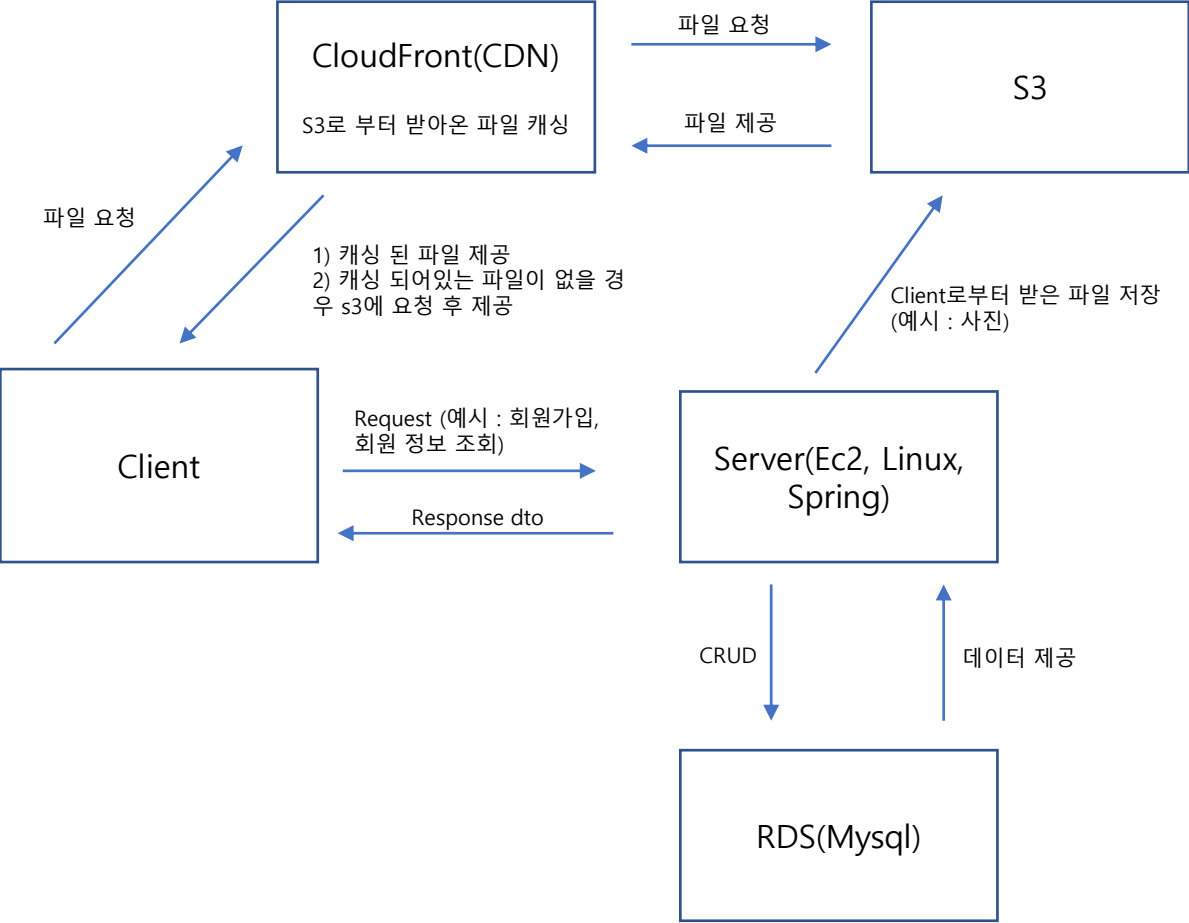 파일 요청
CloudFront(CDN)
S3로 부터 받아온 파일 캐싱
S3
파일 제공
파일 요청
1) 캐싱 된 파일 제공
2) 캐싱 되어있는 파일이 없을 경
우 s3에 요청 후 제공
Client로부터 받은 파일 저장
(예시 : 사진)
Client
Request (예시 : 회원가입,
회원 정보 조회)
Response dto
Server(Ec2, Linux,
Spring)
CRUD
데이터 제공
RDS(Mysql)